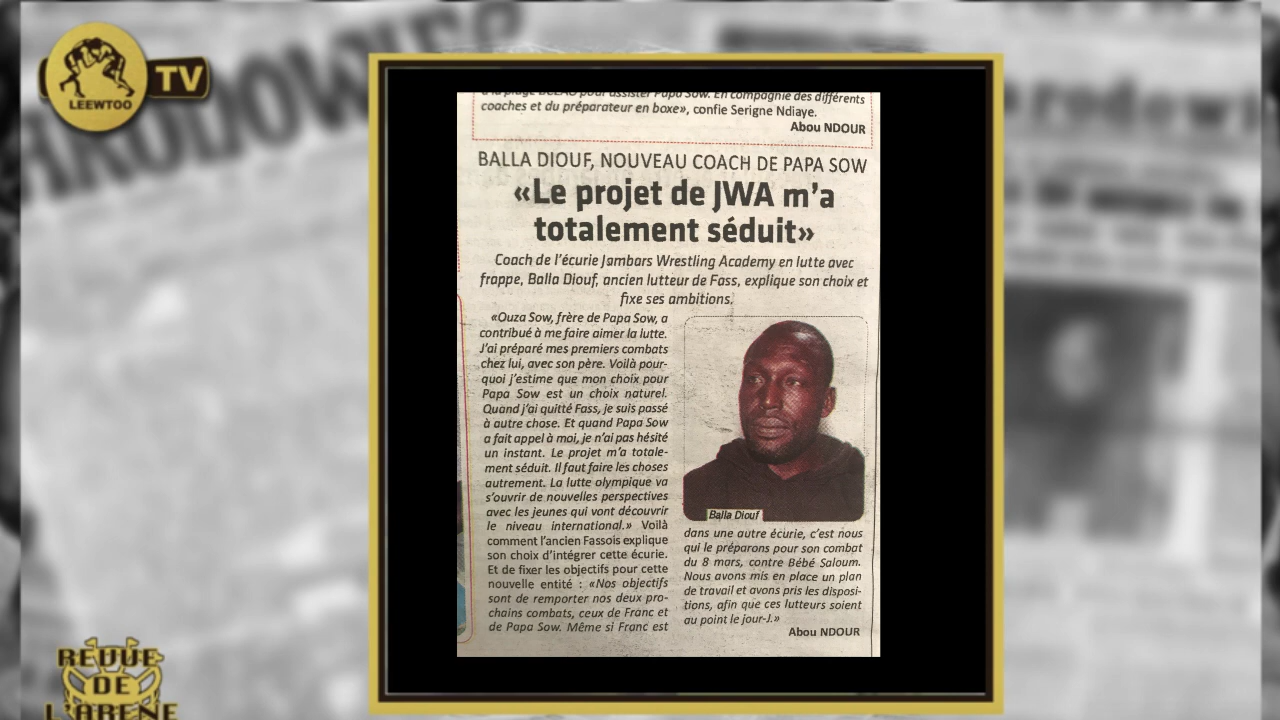 LEEWTOO
TV
à la plage BCEAO pour assister Papa Sow. En compagnie des différents
coaches et du préparateur en boxe», confie Serigne Ndiaye.
Abou NDOUR
BALLA DIOUF, NOUVEAU COACH DE PAPA SOW
«Le projet de JWA m'a
totalement séduit»
Coach de l'écurie Jambars Wrestling Academy en lutte avec
frappe, Balla Diouf, ancien lutteur de Fass, explique son choix et
fixe ses ambitions.
«Ouza Sow, frère de Papa Sow, a
contribué à me faire aimer la lutte.
J'ai préparé mes premiers combats
chez lui, avec son père. Voilà pour-
quoi j'estime que mon choix pour
Papa Sow est un choix naturel.
Quand j'ai quitté Fass, je suis passé
à autre chose. Et quand Papa Sow
a fait appel à moi, je n'ai pas hésité
un instant. Le projet m'a totale-
ment séduit. Il faut faire les choses
autrement. La lutte olympique va
s'ouvrir de nouvelles perspectives
avec les jeunes qui vont découvrir
le niveau international.» Voilà
comment l'ancien Fassois explique
son choix d'intégrer cette écurie.
Et de fixer les objectifs pour cette
nouvelle entité : «Nos objectifs
sont de remporter nos deux pro-
chains combats, ceux de Franc et
de Papa Sow. Même si Franc est
Balla Diouf
dans une autre écurie, c'est nous
qui le préparons pour son combat
du 8 mars, contre Bébé Saloum.
Nous avons mis en place un plan
de travail et avons pris les disposi-
tions, afin que ces lutteurs soient
au point le jour-J.»
Abou NDOUR
REVUE
DE
L'ARENE